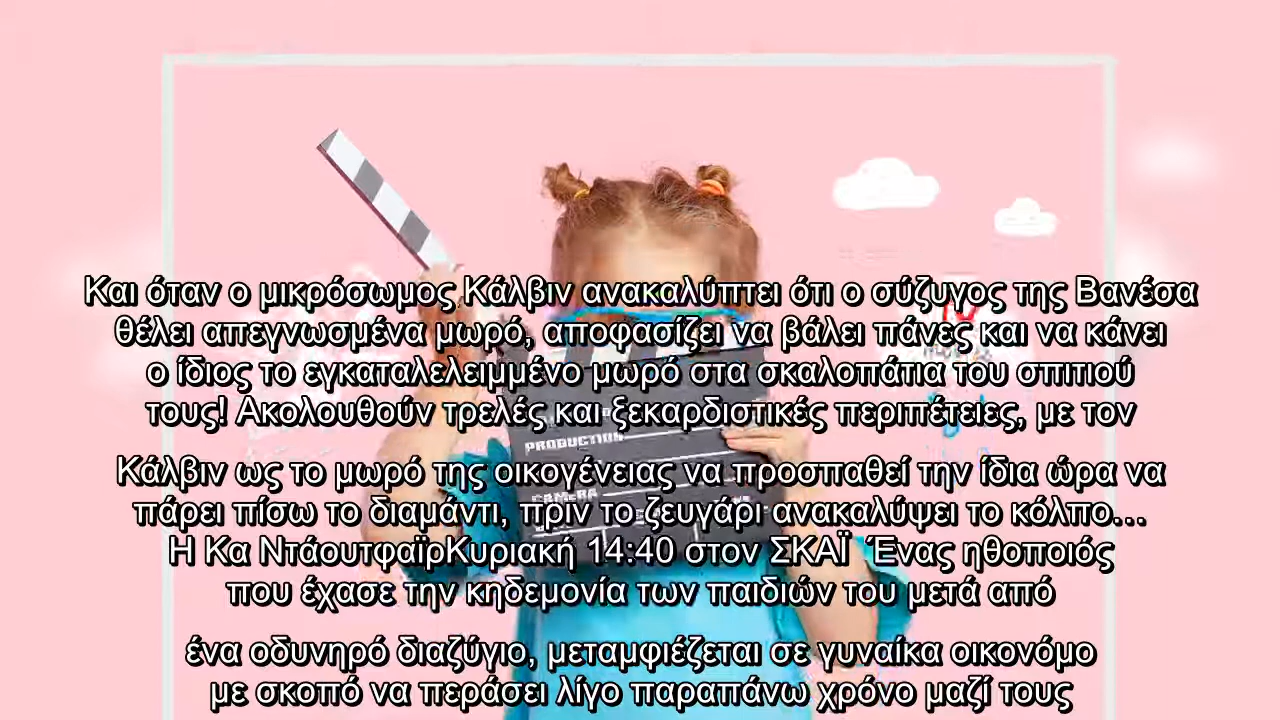 Και όταν ο μικρόσωμος Κάλβιν ανακαλύπτει ότι ο σύζυγος της Βανέσα
θέλει απεγνωσμένα μωρό, αποφασίζει να βάλει πάνες και να κάνει
ο ίδιος το εγκαταλελειμμένο μωρό στα σκαλοπάτια του σπιτιού
τους! Ακολουθούν τρελές και ξεκαρδιστικές περιπέτειες, με τον
PRODUCTION
Κάλβιν ως το μωρό της οικογένειας να προσπαθεί την ίδια ώρα να
CAMERA
πάρει πίσω το διαμάντι, πριν το ζευγάρι ανακαλύψει το κόλπο…
Η Κα ΝτάουτφαϊρΚυριακή 14:40 στον ΣΚΑΪ Ένας ηθοποιός
που έχασε την κηδεμονία των παιδιών του μετά από
ένα οδυνηρό διαζύγιο, μεταμφιέζεται σε γυναίκα οικονόμο
με σκοπό να περάσει λίγο παραπάνω χρόνο μαζί τους